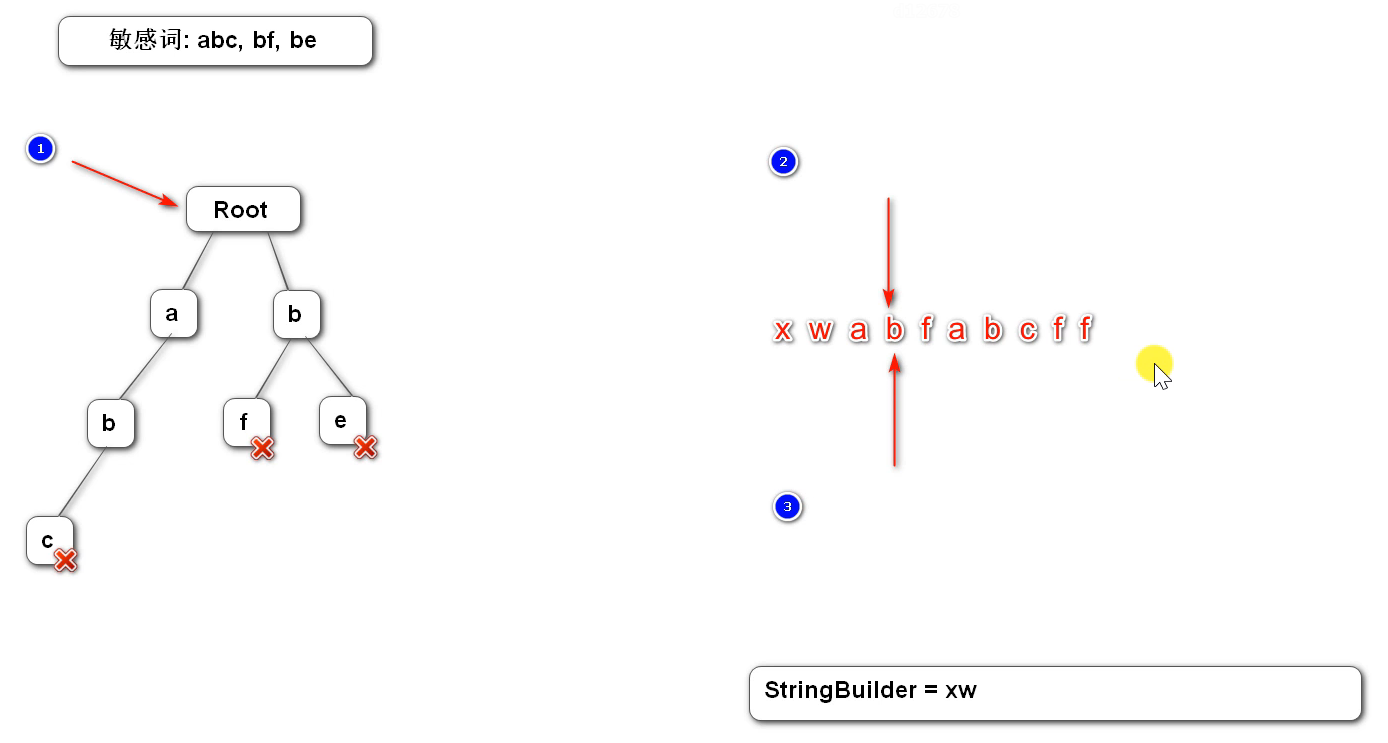 敏感词: abc, bf, be
1
Root
a
b
b
f
e
c
2
x w a b f a b c f f
3
StringBuilder = xw